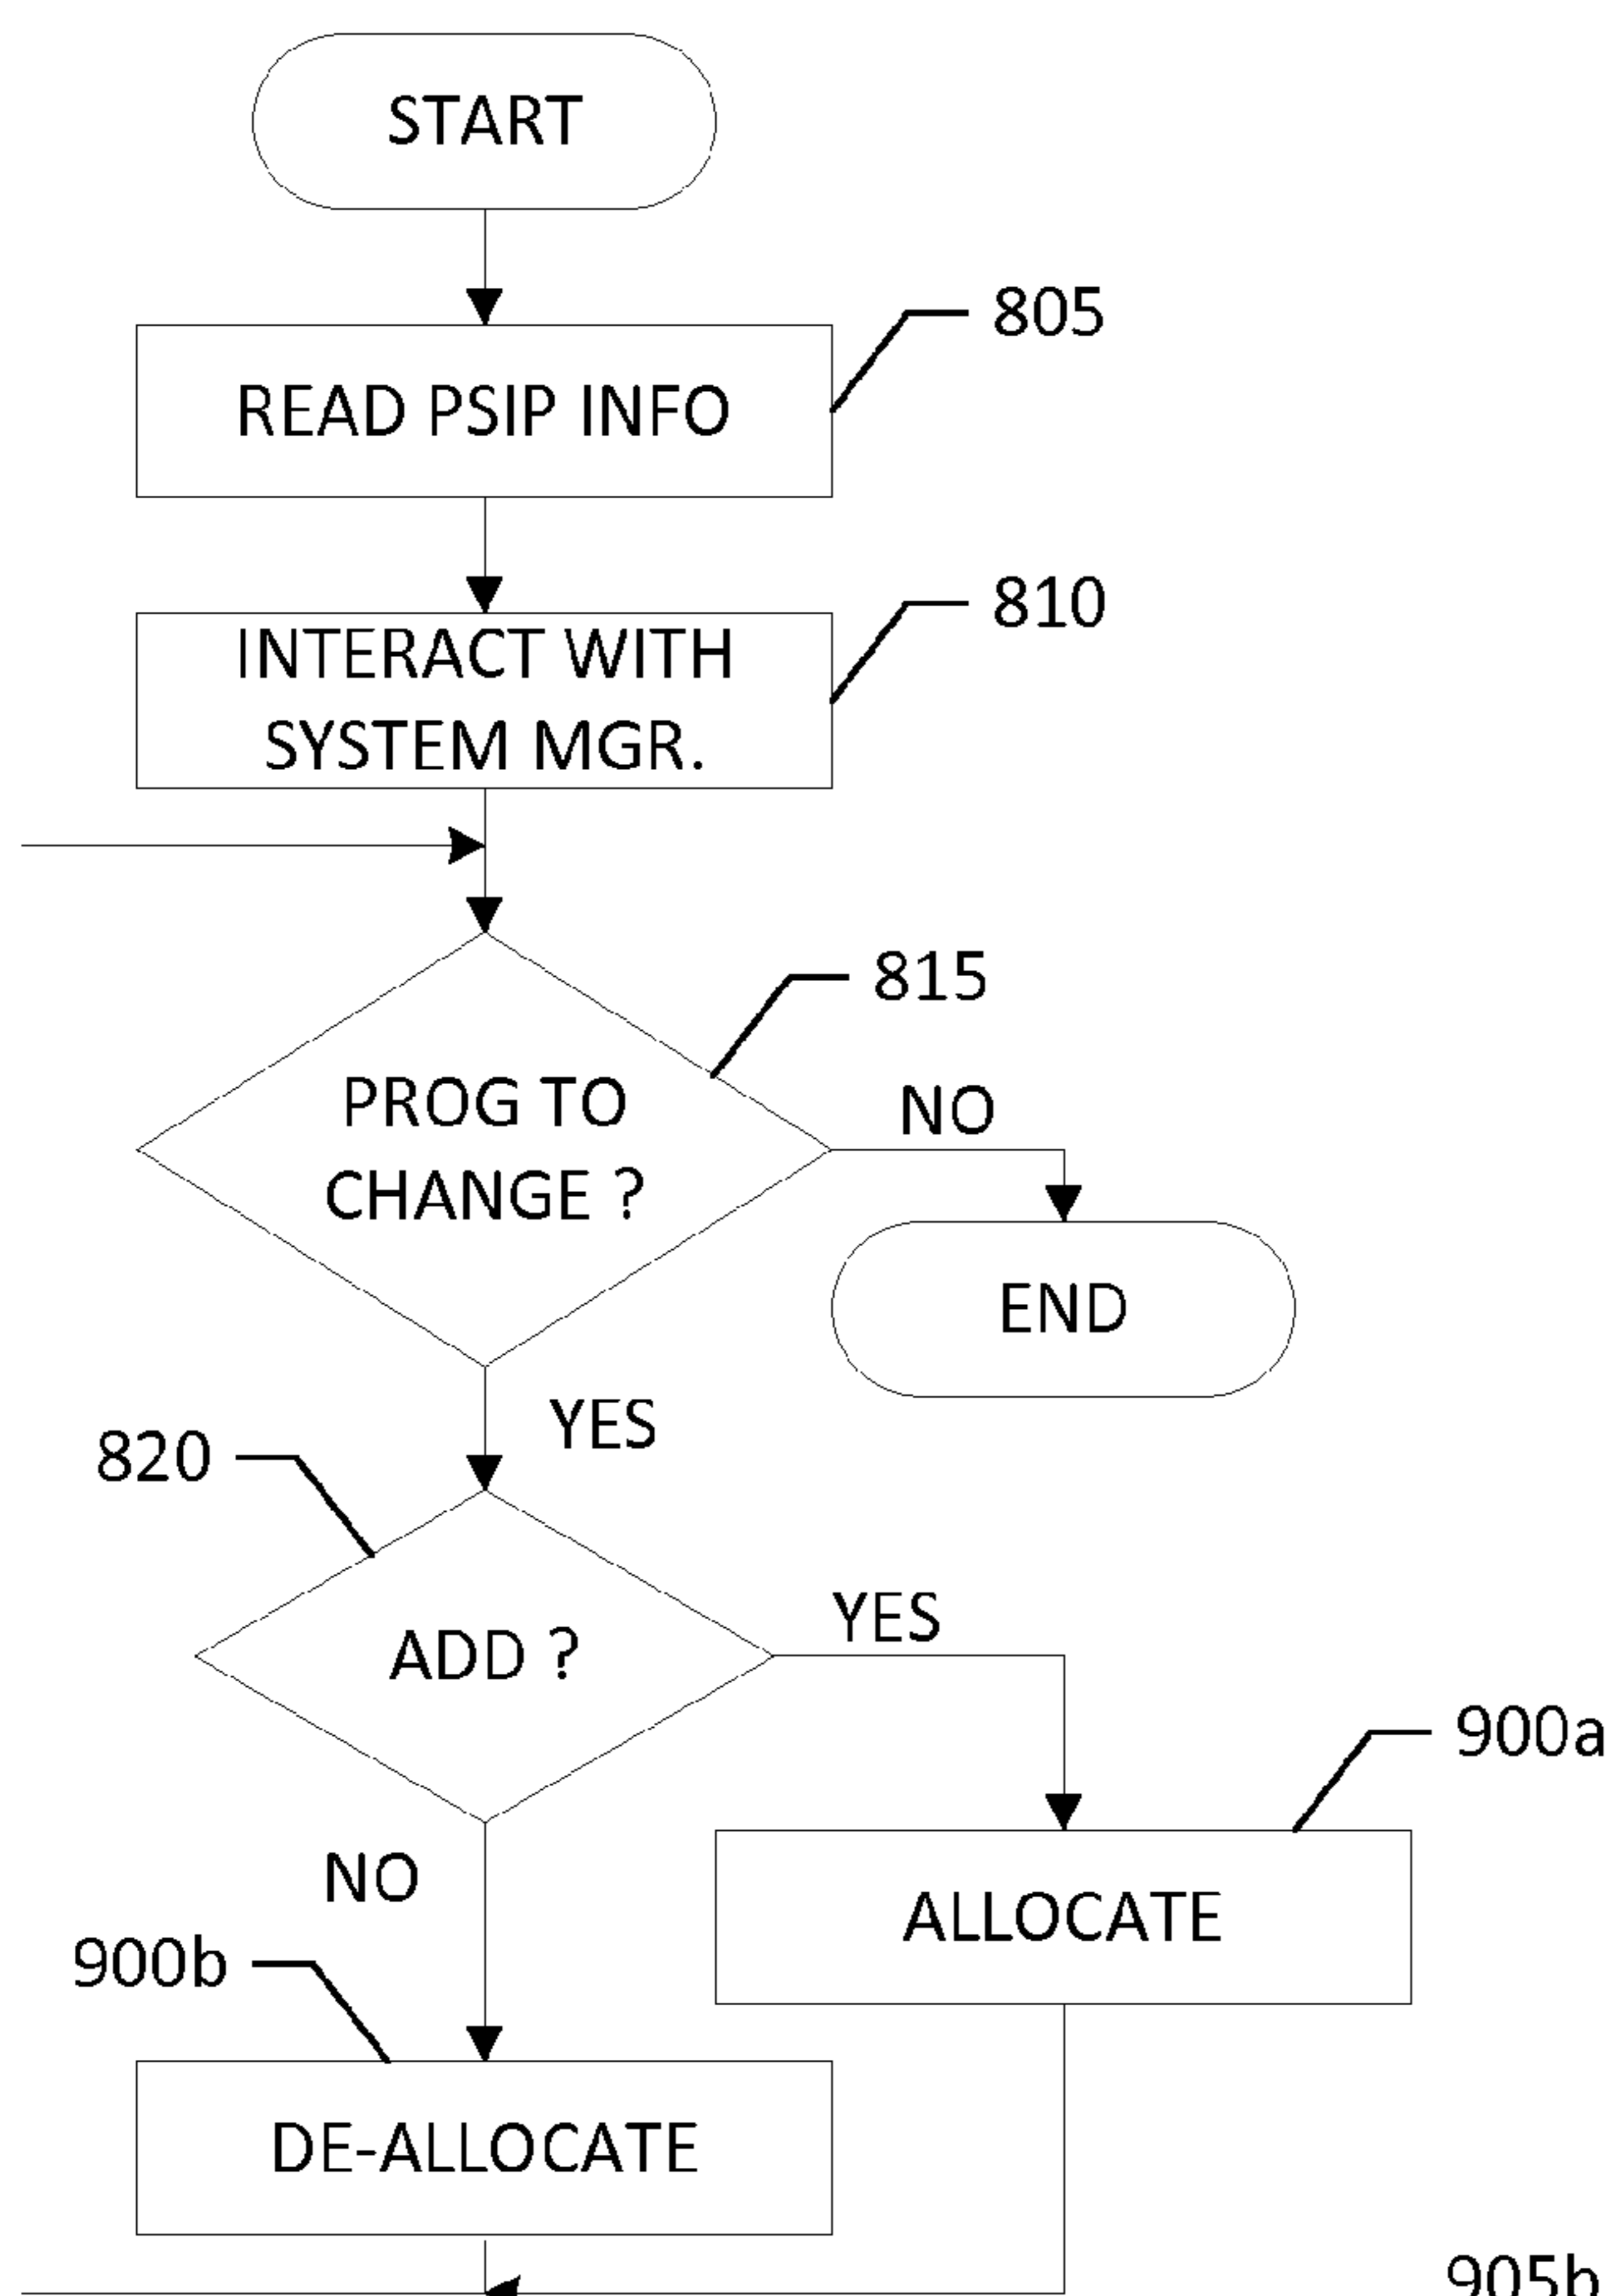 START
805
READ PSIP INFO
810
INTERACT WITH
SYSTEM MGR.
815
PROG TO
CHANGE ?
NO
END
YES
820
ADD ?
YES
900a
ALLOCATE
NO
900b
DE-ALLOCATE
905b